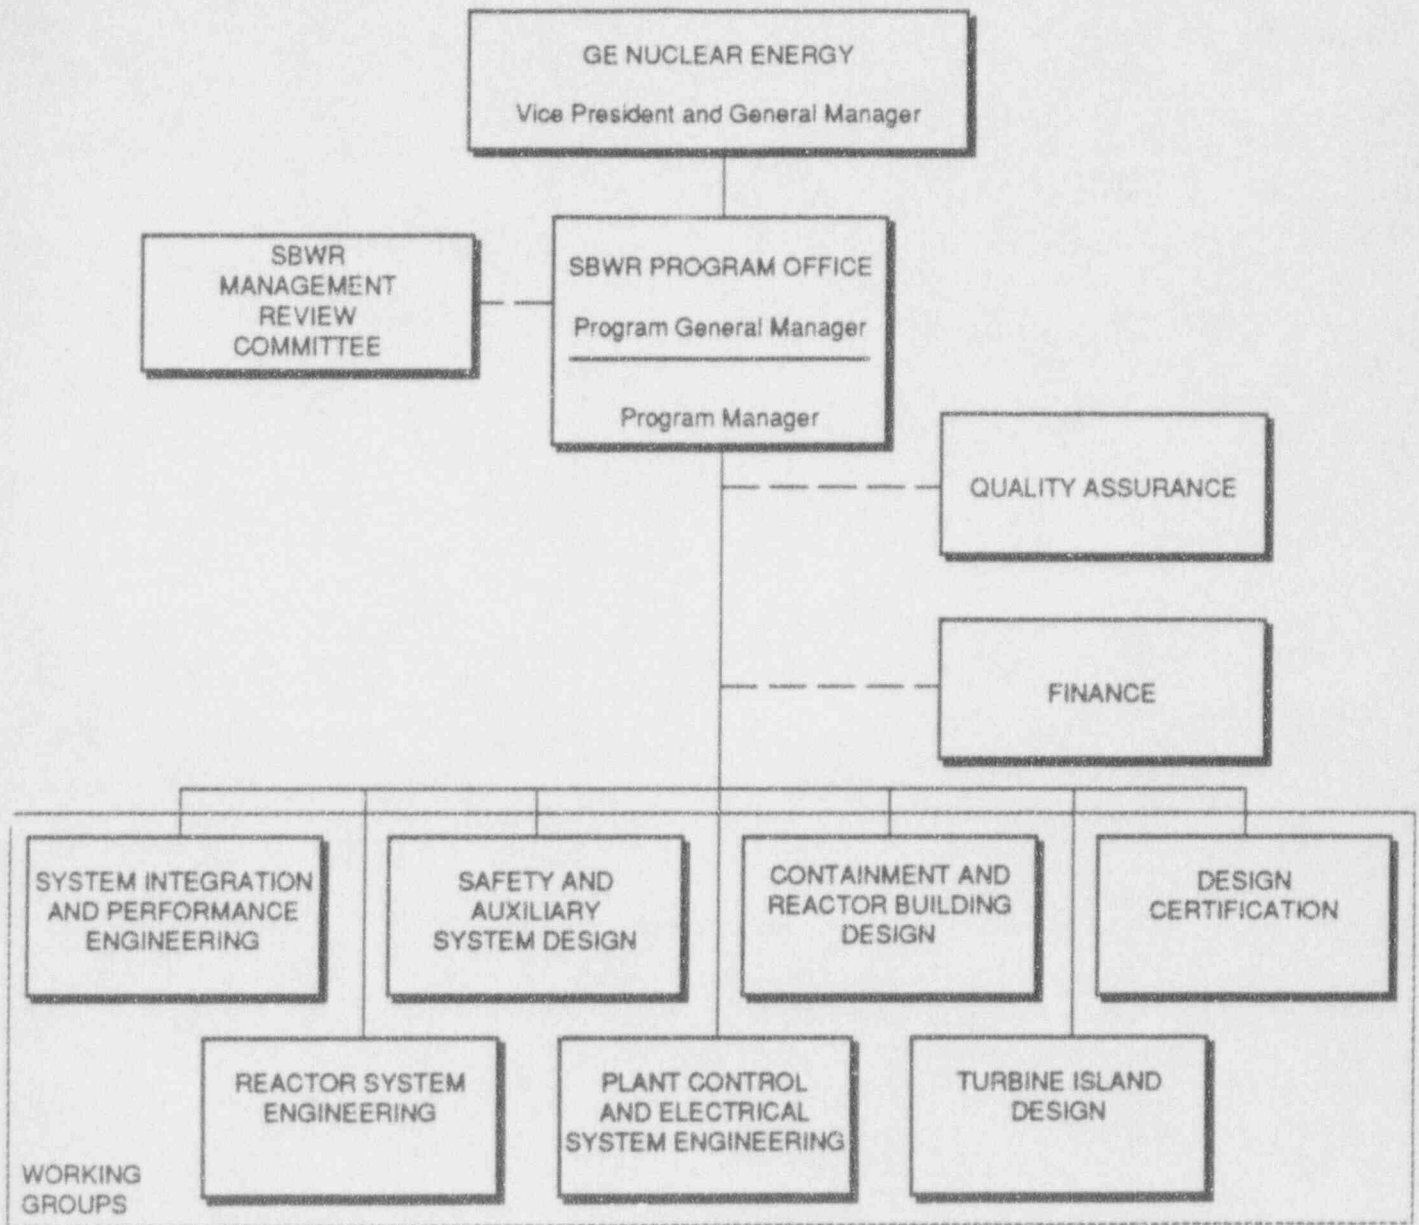 GE NUCLEAR ENERGY
Vice President and General Manager
SBWR
MANAGEMENT
REVIEW
COMMITTEE
SBWR PROGRAM OFFICE
Program General Manager
Program Manager
QUALITY ASSURANCE
FINANCE
SYSTEM INTEGRATION
AND PERFORMANCE
ENGINEERING
SAFETY AND
AUXILIARY
SYSTEM DESIGN
CONTAINMENT AND
REACTOR BUILDING
DESIGN
DESIGN
CERTIFICATION
REACTOR SYSTEM
ENGINEERING
PLANT CONTROL
AND ELECTRICAL
SYSTEM ENGINEERING
TURBINE ISLAND
DESIGN
WORKING
GROUPS